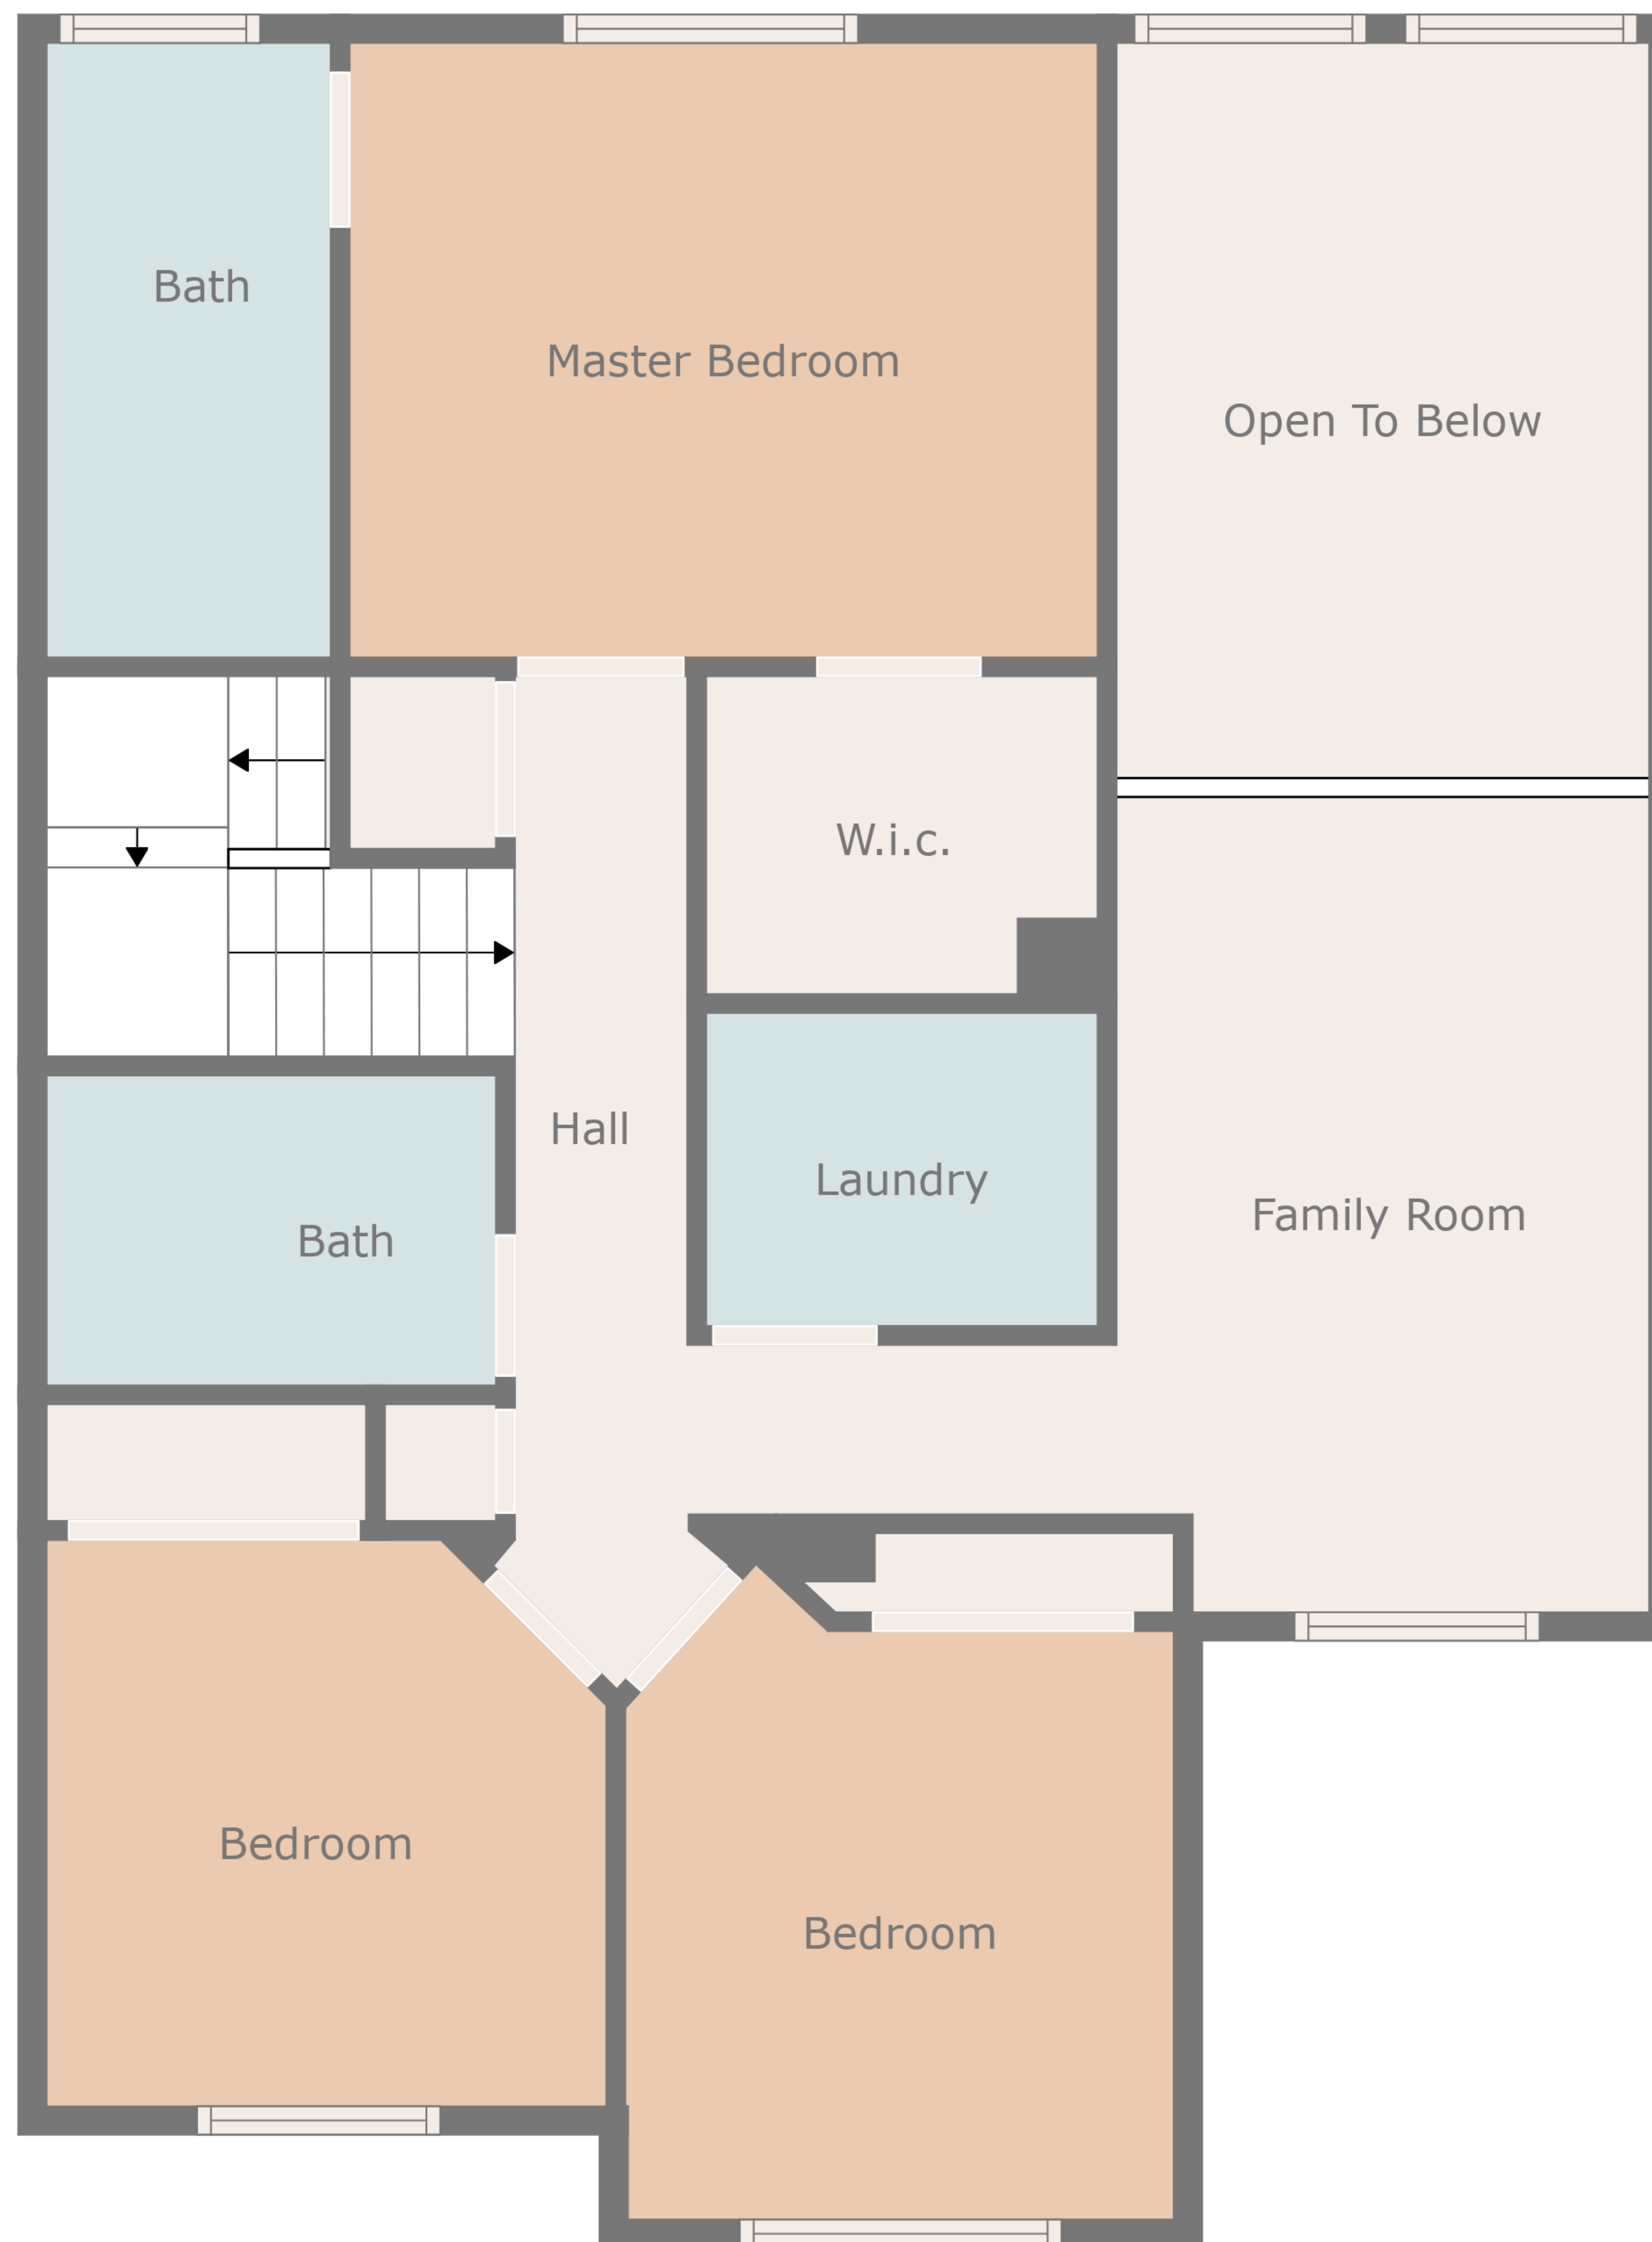 Bath
Master Bedroom
Open To Below
W.i.c.
Hall
Laundry
Family Room
Bath
Bedroom
Bedroom